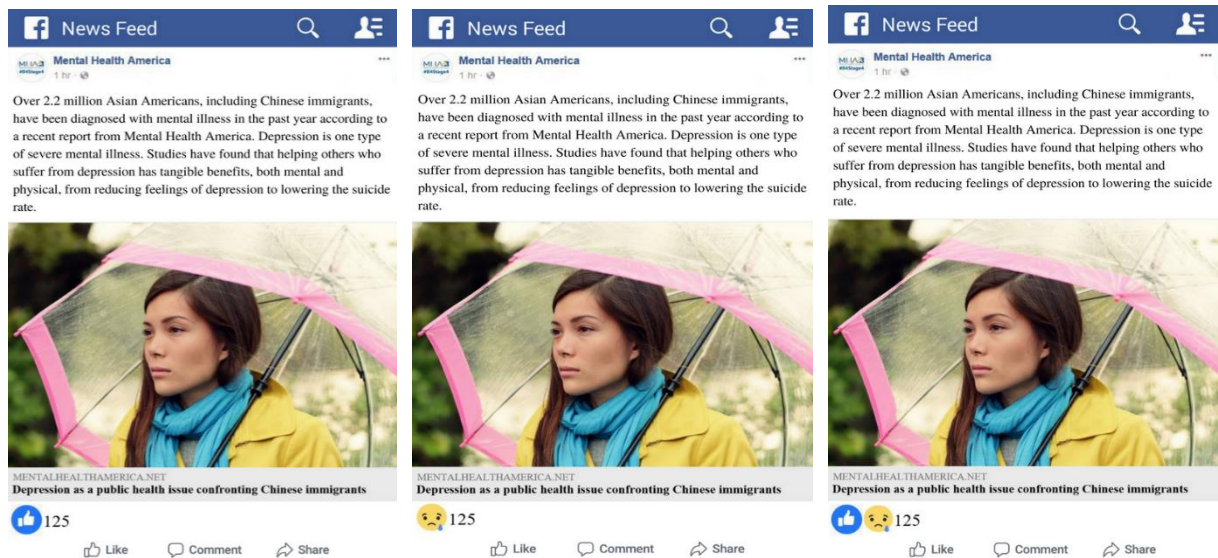 News Feed
Mental Health America
1 hr ·
Over 2.2 million Asian Americans, including Chinese immigrants,
have been diagnosed with mental illness in the past year according to
a recent report from Mental Health America. Depression is one type
of severe mental illness. Studies have found that helping others who
suffer from depression has tangible benefits, both mental and
physical, from reducing feelings of depression to lowering the suicide
rate.
MENTALHEALTHAMERICA.NET
Depression as a public health issue confronting Chinese immigrants
125
Like Comment Share
News Feed
Mental Health America
1 hr ·
Over 2.2 million Asian Americans, including Chinese immigrants,
have been diagnosed with mental illness in the past year according to
a recent report from Mental Health America. Depression is one type
of severe mental illness. Studies have found that helping others who
suffer from depression has tangible benefits, both mental and
physical, from reducing feelings of depression to lowering the suicide
rate.
MENTALHEALTHAMERICA.NET
Depression as a public health issue confronting Chinese immigrants
125
Like Comment Share
News Feed
Mental Health America
1 hr ·
Over 2.2 million Asian Americans, including Chinese immigrants,
have been diagnosed with mental illness in the past year according to
a recent report from Mental Health America. Depression is one type
of severe mental illness. Studies have found that helping others who
suffer from depression has tangible benefits, both mental and
physical, from reducing feelings of depression to lowering the suicide
rate.
MENTALHEALTHAMERICA.NET
Depression as a public health issue confronting Chinese immigrants
125
Like Comment Share